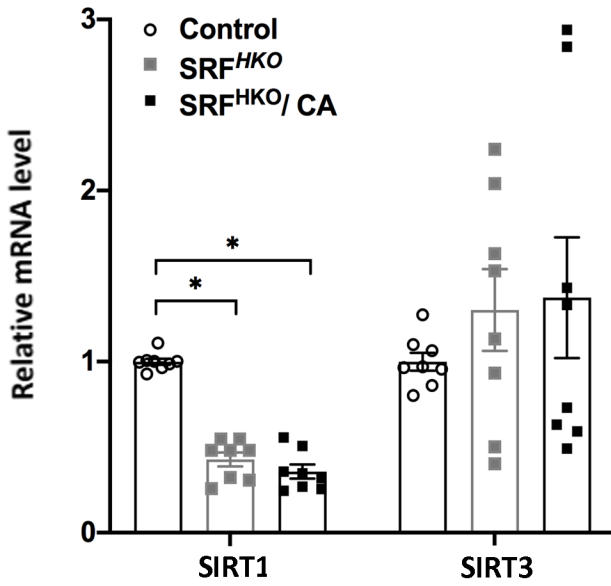 Control
SRFHKO
SRFHKO/ CA
Relative mRNA level
3
2
1
0
*
*
SIRT1
SIRT3